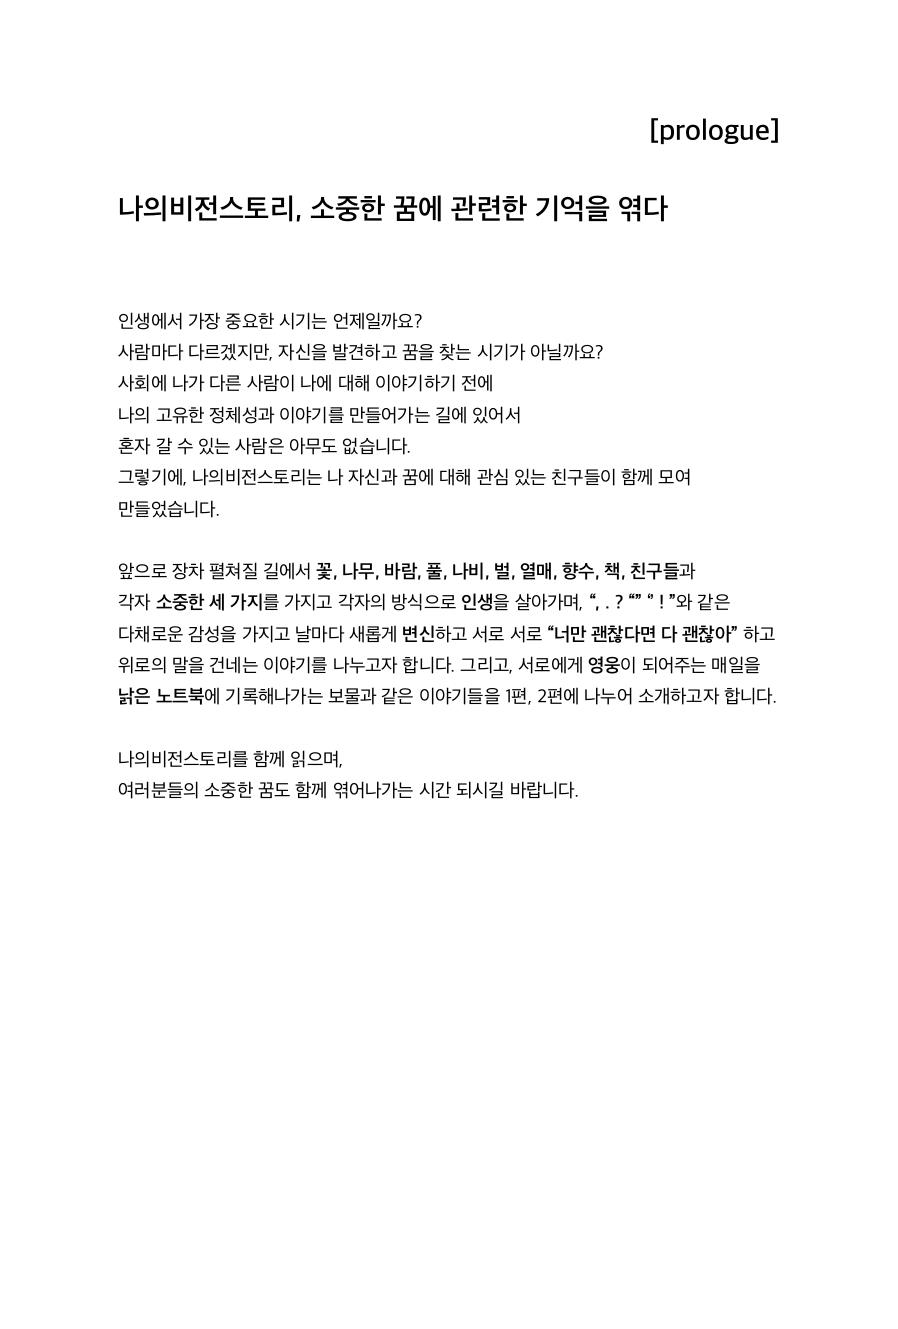 [prologue]
나의비전스토리, 소중한 꿈에 관련한 기억을 엮다
인생에서 가장 중요한 시기는 언제일까요?
사람마다 다르겠지만, 자신을 발견하고 꿈을 찾는 시기가 아닐까요?
사회에 나가 다른 사람이 나에 대해 이야기하기 전에
나의 고유한 정체성과 이야기를 만들어가는 길에 있어서
혼자 갈 수 있는 사람은 아무도 없습니다.
그렇기에, 나의비전스토리는 나 자신과 꿈에 대해 관심 있는 친구들이 함께 모여
만들었습니다.
앞으로 장차 펼쳐질 길에서 꽃, 나무, 바람, 풀, 나비, 벌, 열매, 향수, 책, 친구들과
각자 소중한 세 가지를 가지고 각자의 방식으로 인생을 살아가며, “, . ? “” ‘’ ! ”와 같은
다채로운 감성을 가지고 날마다 새롭게 변신하고 서로 서로 “너만 괜찮다면 다 괜찮아” 하고
위로의 말을 건네는 이야기를 나누고자 합니다. 그리고, 서로에게 영웅이 되어주는 매일을
낡은 노트북에 기록해나가는 보물과 같은 이야기들을 1편, 2편에 나누어 소개하고자 합니다.
나의비전스토리를 함께 읽으며,
여러분들의 소중한 꿈도 함께 엮어나가는 시간 되시길 바랍니다.